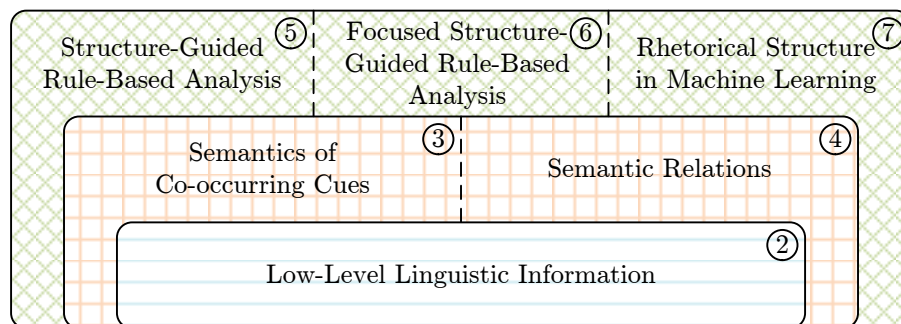 Structure-Guided
Rule-Based Analysis
5
Focused Structure-
Guided Rule-Based
Analysis
6
Rhetorical Structure
in Machine Learning
7
Semantics of
Co-occurring Cues
3
Semantic Relations
4
Low-Level Linguistic Information
2